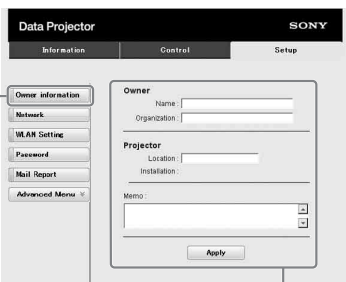 Data Projector
SONY
Information
Control
Setup
Owner information
Network
WLAN Setting
Password
Mail Report
Advanced Menu
Owner
Name :
Organization :
Projector
Location :
Installation :
Memo :
Apply